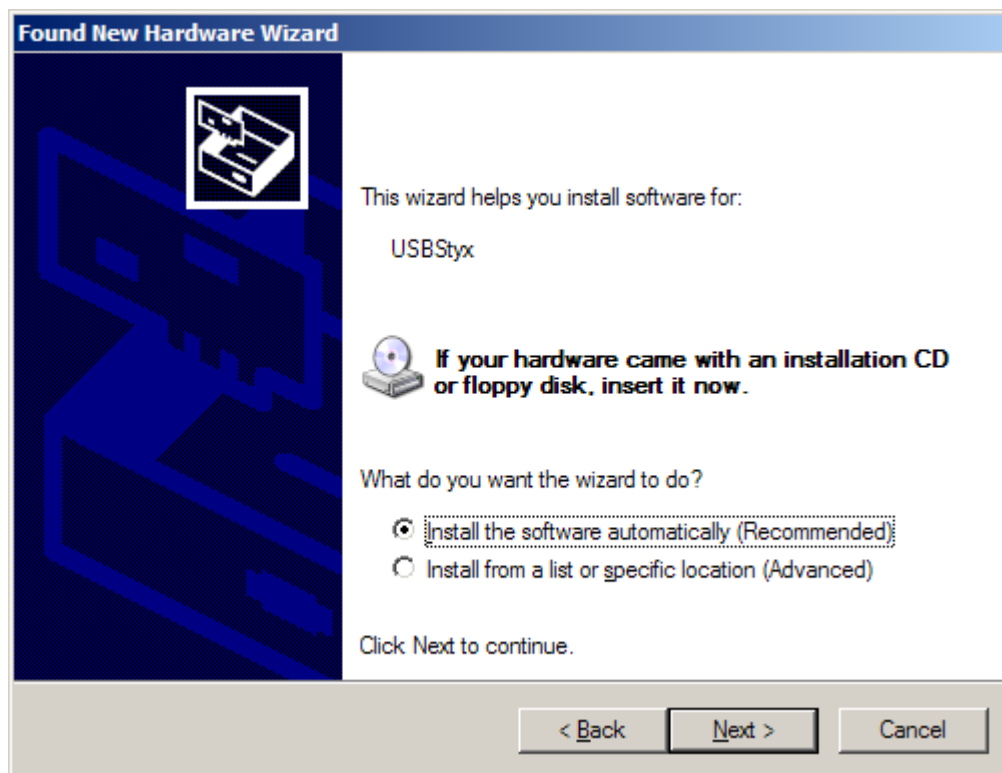 Found New Hardware Wizard
This wizard helps you install software for:
USBStyx
If your hardware came with an installation CD
or floppy disk, insert it now.
What do you want the wizard to do?
Install the software automatically (Recommended)
Install from a list or specific location (Advanced)
Click Next to continue.
< Back Next > Cancel